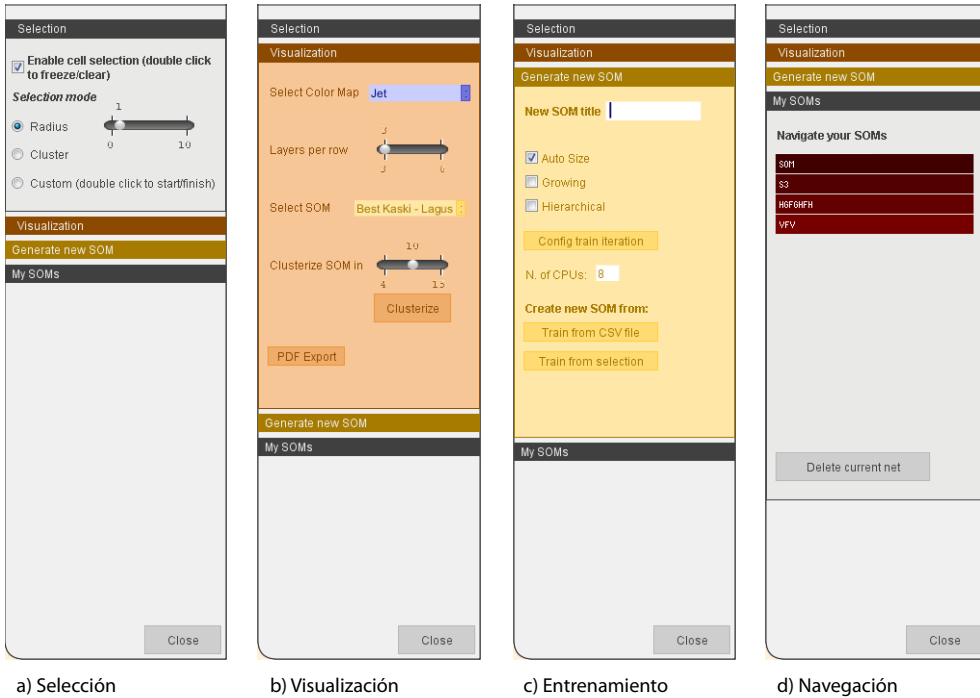 Selection
Enable cell selection (double click
to freeze/clear)
Selection mode
1
Radius
0 10
Cluster
Custom (double click to start/finish)
Visualization
Generate new SOM
My SOMs
Close
a) Selección
Selection
Visualization
Select Color Map Jet
3
Layers per row
3 6
Select SOM Best Kaski - Lagus
10
Clusterize SOM in
4 15
Clusterize
PDF Export
Generate new SOM
My SOMs
Close
b) Visualización
Selection
Visualization
Generate new SOM
New SOM title
Auto Size
Growing
Hierarchical
Config train iteration
N. of CPUs: 8
Create new SOM from:
Train from CSV file
Train from selection
My SOMs
Close
c) Entrenamiento
Selection
Visualization
Generate new SOM
My SOMs
Navigate your SOMs
SOM
S3
HGFGHFH
VFV
Delete current net
Close
d) Navegación